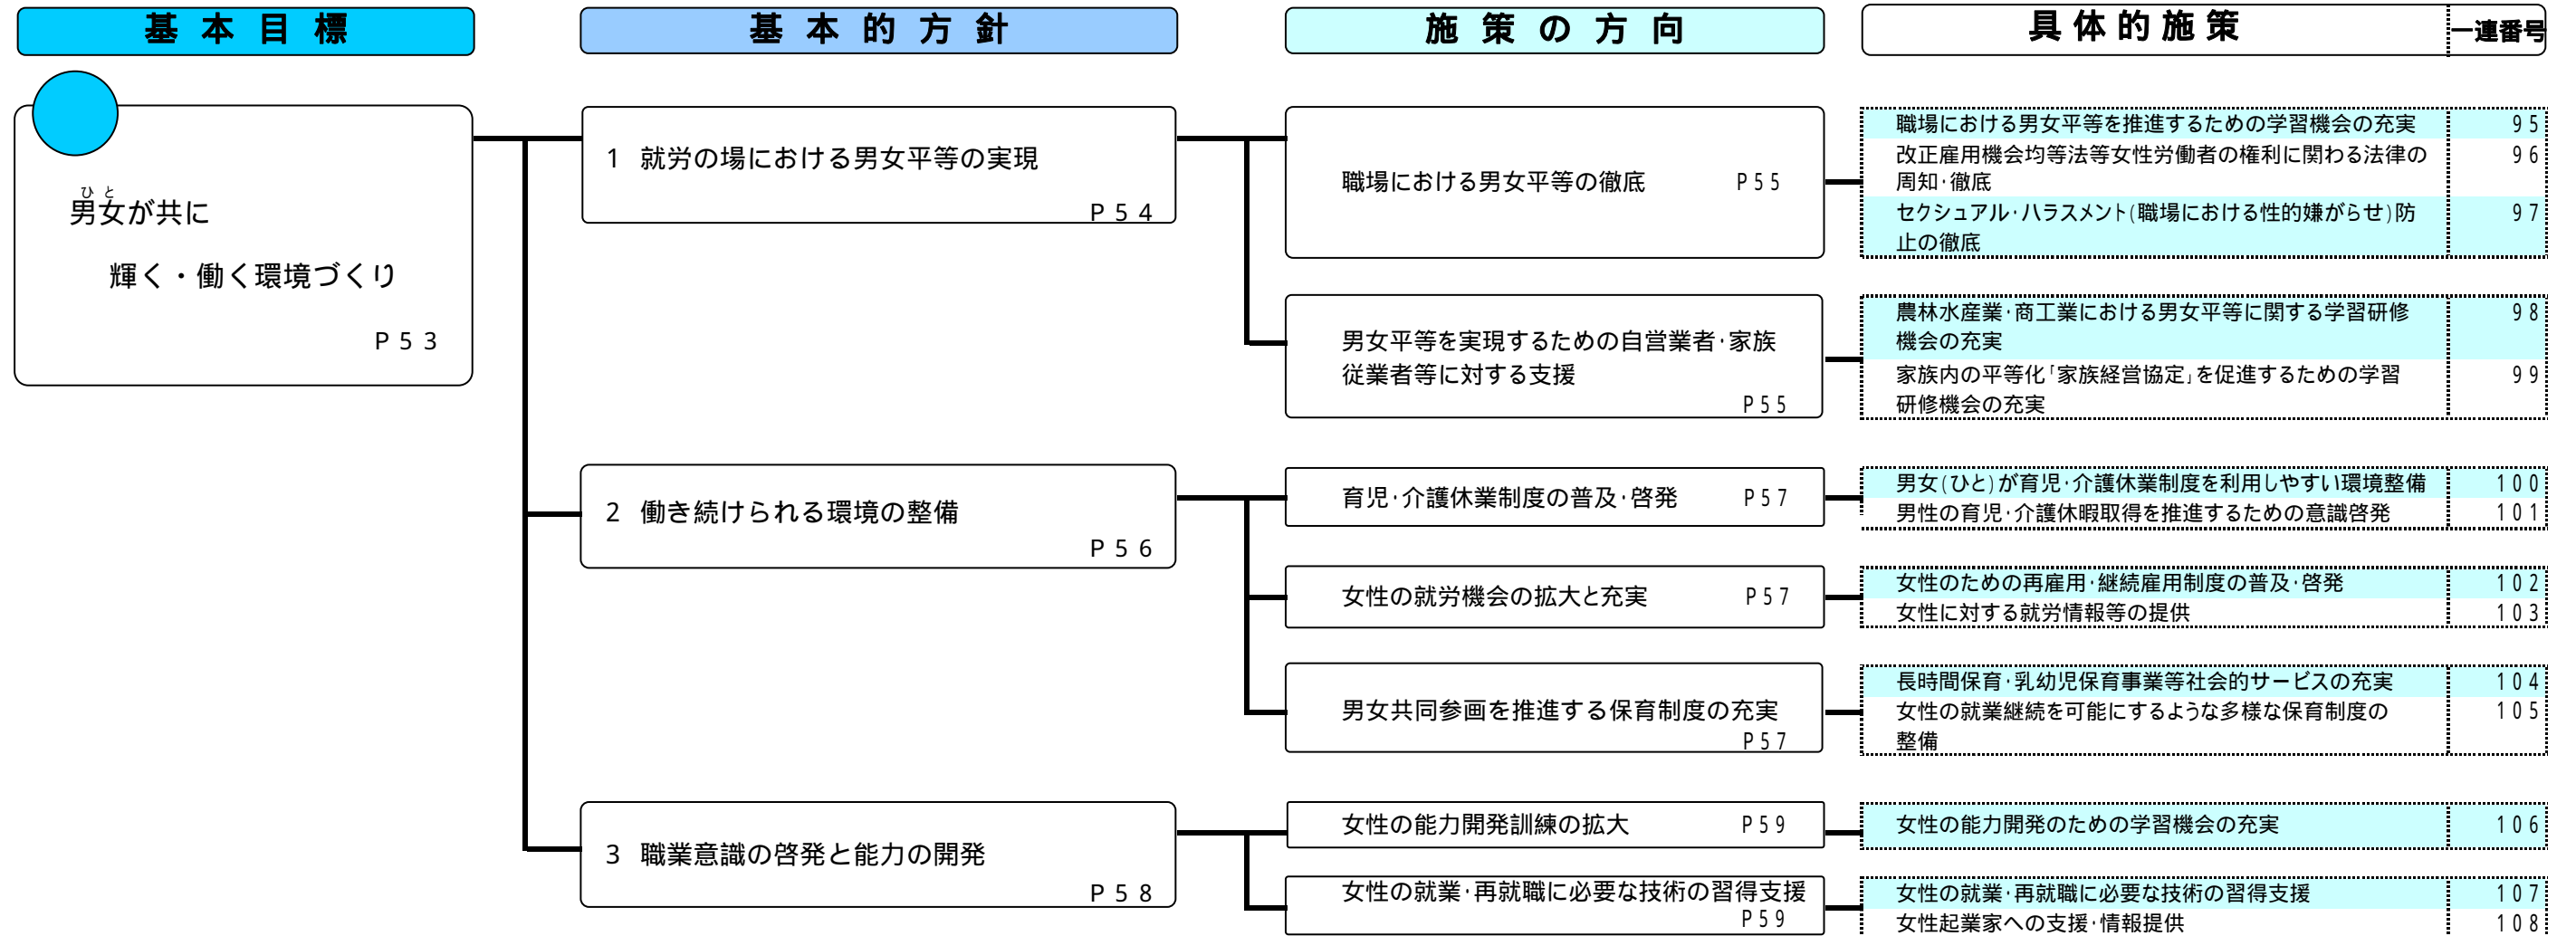 基本目標
基本的方針
施策の方向
具体的施策
一連番号
ひと
男女が共に
輝く・働く環境づくり
P53
1 就労の場における男女平等の実現
P54
職場における男女平等の徹底 P55
職場における男女平等を推進するための学習機会の充実 95
改正雇用機会均等法等女性労働者の権利に関わる法律の 96
周知・徹底
セクシュアル・ハラスメント(職場における性的嫌がらせ)防 97
止の徹底
男女平等を実現するための自営業者・家族
従業者等に対する支援
P55
農林水産業・商工業における男女平等に関する学習研修 98
機会の充実
家族内の平等化「家族経営協定」を促進するための学習 99
研修機会の充実
2 働き続けられる環境の整備
P56
育児・介護休業制度の普及・啓発 P57
男女(ひと)が育児・介護休業制度を利用しやすい環境整備 100
男性の育児・介護休暇取得を推進するための意識啓発 101
女性の就労機会の拡大と充実 P57
女性のための再雇用・継続雇用制度の普及・啓発 102
女性に対する就労情報等の提供 103
男女共同参画を推進する保育制度の充実
P57
長時間保育・乳幼児保育事業等社会的サービスの充実 104
女性の就業継続を可能にするような多様な保育制度の 105
整備
3 職業意識の啓発と能力の開発
P58
女性の能力開発訓練の拡大 P59
女性の能力開発のための学習機会の充実 106
女性の就業・再就職に必要な技術の習得支援
P59
女性の就業・再就職に必要な技術の習得支援 107
女性起業家への支援・情報提供 108